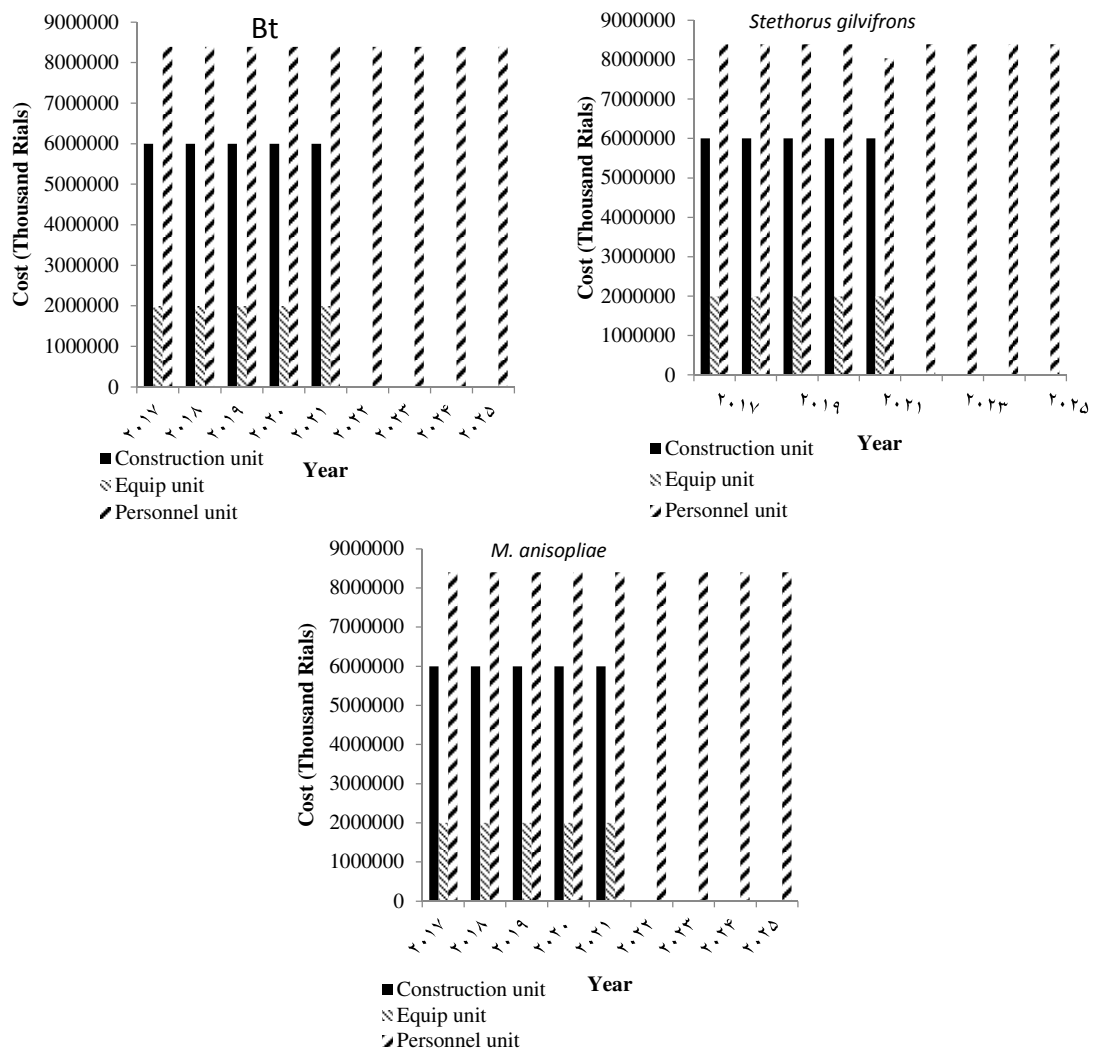 Bt
Cost (Thousand Rials)
9000000
8000000
7000000
6000000
5000000
4000000
3000000
2000000
1000000
0
۲۰۱۷ ۲۰۱۸ ۲۰۱۹ ۲۰۲۰ ۲۰۲۱ ۲۰۲۲ ۲۰۲۳ ۲۰۲۴ ۲۰۲۵
Year
Construction unit
Equip unit
Personnel unit
Stethorus gilvifrons
Cost (Thousand Rials)
9000000
8000000
7000000
6000000
5000000
4000000
3000000
2000000
1000000
0
۲۰۱۷ ۲۰۱۹ ۲۰۲۱ ۲۰۲۳ ۲۰۲۵
Year
Construction unit
Equip unit
Personnel unit
M. anisopliae
Cost (Thousand Rials)
9000000
8000000
7000000
6000000
5000000
4000000
3000000
2000000
1000000
0
۲۰۱۷ ۲۰۱۸ ۲۰۱۹ ۲۰۲۰ ۲۰۲۱ ۲۰۲۲ ۲۰۲۳ ۲۰۲۴ ۲۰۲۵
Year
Construction unit
Equip unit
Personnel unit